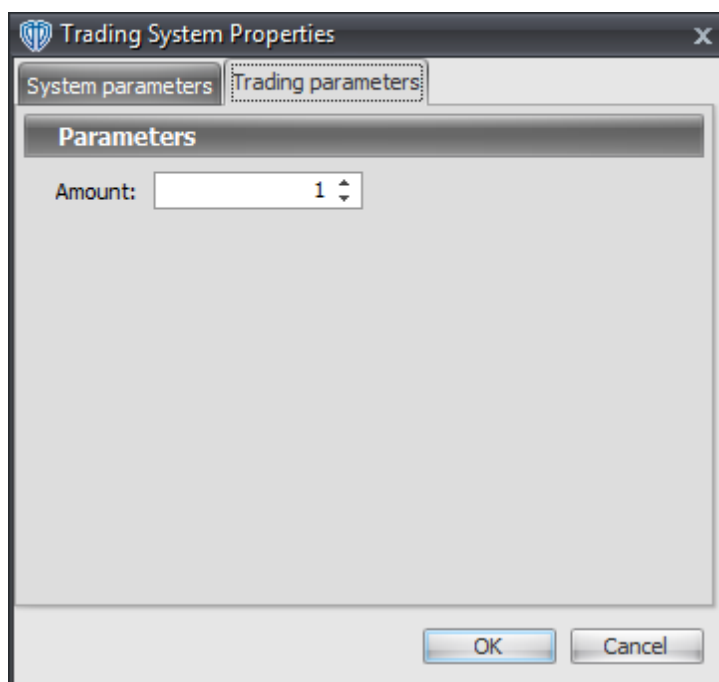 Trading System Properties
System parameters Trading parameters
Parameters
Amount: 1
OK Cancel